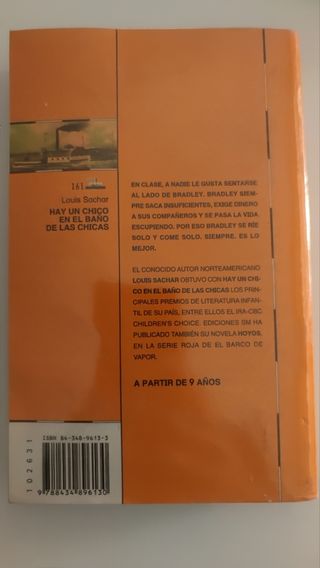 161
Louis Sachar
HAY UN CHICO
EN EL BAÑO
DE LAS CHICAS
EN CLASE, A NADIE LE GUSTA SENTARSE
AL LADO DE BRADLEY. BRADLEY SIEM-
PRE SACA INSUFICIENTES, EXIGE DINERO
A SUS COMPAÑEROS Y SE PASA LA VIDA
ESCUPIENDO. POR ESO BRADLEY SE RÍE
SOLO Y COME SOLO. SIEMPRE. ES LO
MEJOR.
EL CONOCIDO AUTOR NORTEAMERICANO
LOUIS SACHAR OBTUVO CON HAY UN CHI-
CO EN EL BAÑO DE LAS CHICAS LOS PRIN-
CIPALES PREMIOS DE LITERATURA INFAN-
TIL DE SU PAÍS, ENTRE ELLOS EL IRA-CBC
CHILDREN'S CHOICE. EDICIONES SM HA
PUBLICADO TAMBIÉN SU NOVELA HOYOS,
EN LA SERIE ROJA DE EL BARCO DE
VAPOR.
A PARTIR DE 9 AÑOS
ISBN 84-348-9613-3
102631
9 788434 896130